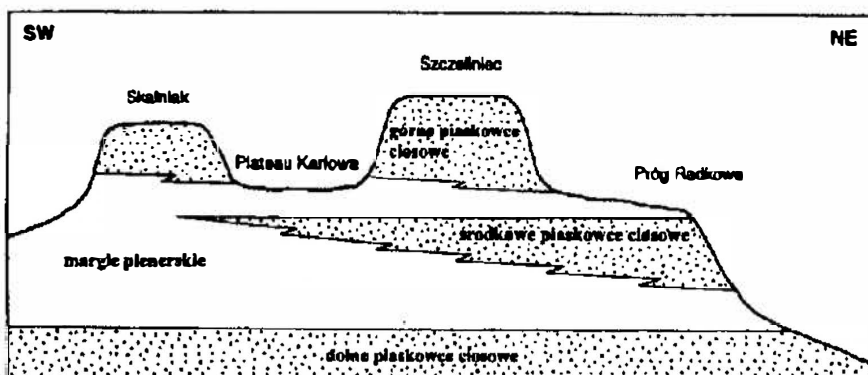 SW
NE
Szczeliniec
Skalniak
górne piaskowce
ciosowe
Plateau Karłowa
Próg Radkowa
środkowe piaskowce ciosowe
margle plenerskie
dolne piaskowce ciosowe